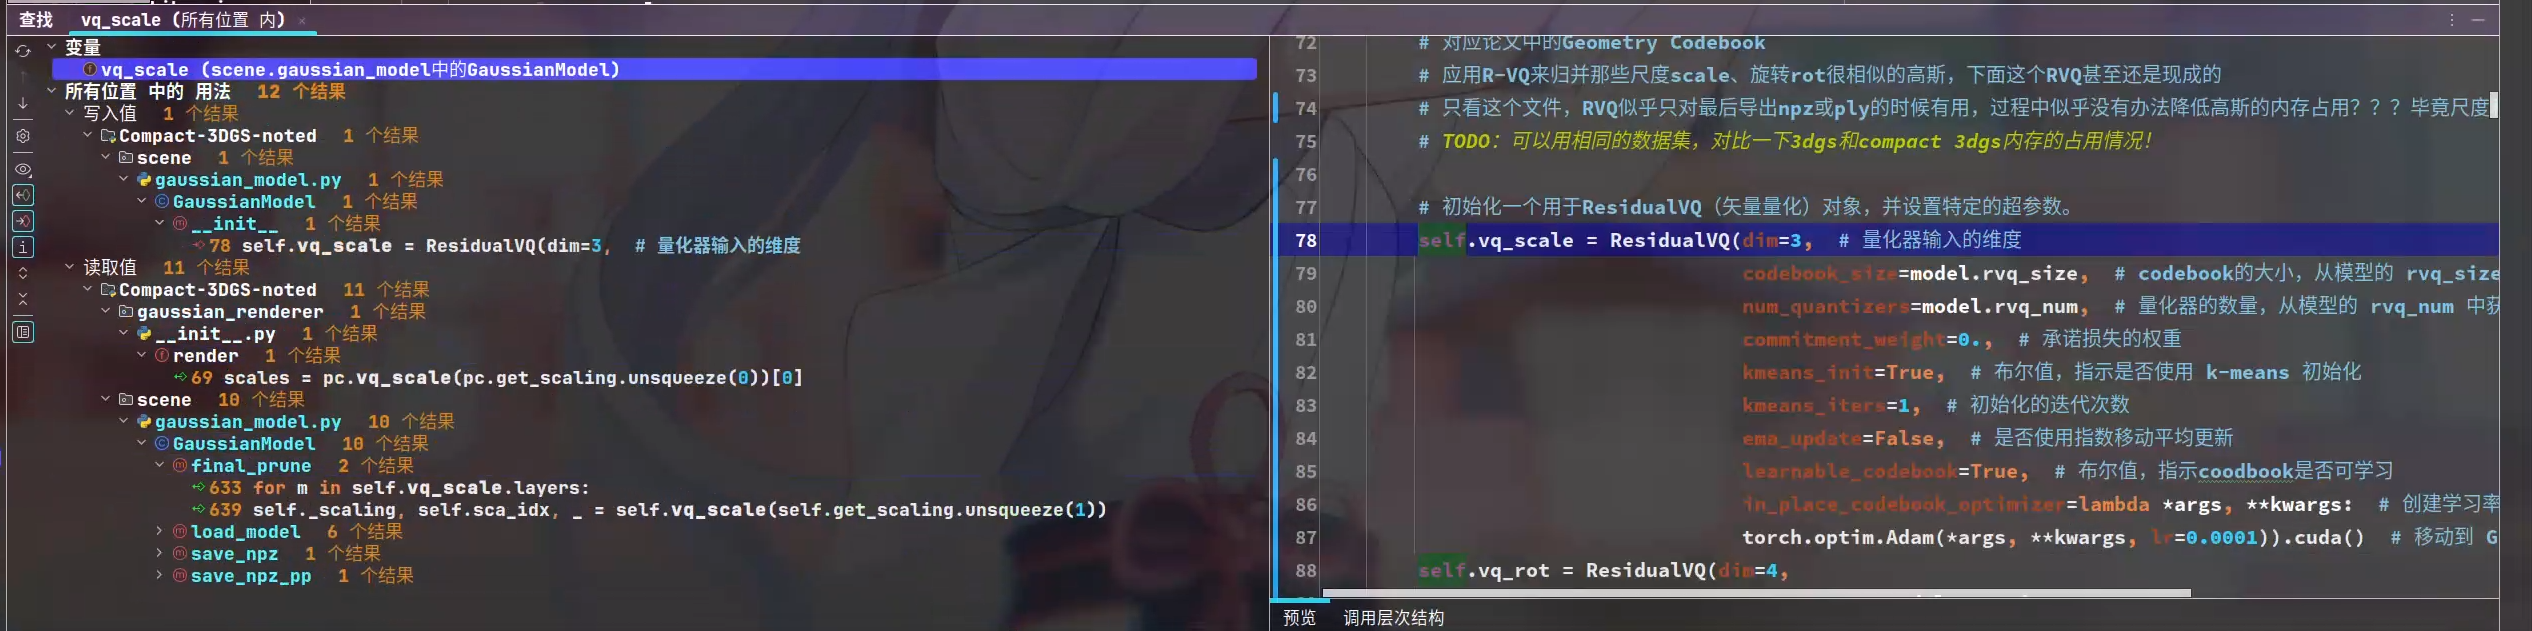 查找 vq_scale (所有位置 内)
变量
vq_scale (scene.gaussian_model中的GaussianModel)
所有位置 中的 用法 12 个结果
写入值 1 个结果
Compact-3DGS-noted 1 个结果
scene 1 个结果
gaussian_model.py 1 个结果
GaussianModel 1 个结果
__init__ 1 个结果
78 self.vq_scale = ResidualVQ(dim=3, # 量化器输入的维度
读取值 11 个结果
Compact-3DGS-noted 11 个结果
gaussian_renderer 1 个结果
__init__.py 1 个结果
render 1 个结果
69 scales = pc.vq_scale(pc.get_scaling.unsqueeze(0))[0]
scene 10 个结果
gaussian_model.py 10 个结果
GaussianModel 10 个结果
final_prune 2 个结果
633 for m in self.vq_scale.layers:
639 self._scaling, self.sca_idx, _ = self.vq_scale(self.get_scaling.unsqueeze(1))
load_model 6 个结果
save_npz 1 个结果
save_npz_pp 1 个结果
72 # 对应论文中的Geometry Codebook
73 # 应用R-VQ来归并那些尺度scale、旋转rot很相似的高斯，下面这个RVQ甚至还是现成的
74 # 只看这个文件，RVQ似乎只对最后导出npz或ply的时候有用，过程中似乎没有办法降低高斯的内存占用？？？毕竟尺度
75 # TODO: 可以用相同的数据集，对比一下3dgs和compact 3dgs内存的占用情况！
76
77 # 初始化一个用于ResidualVQ（矢量量化）对象，并设置特定的超参数。
78 self.vq_scale = ResidualVQ(dim=3, # 量化器输入的维度
79 codebook_size=model.rvq_size, # codebook的大小，从模型的 rvq_size
80 num_quantizers=model.rvq_num, # 量化器的数量，从模型的 rvq_num 中获
81 commitment_weight=0., # 承诺损失的权重
82 kmeans_init=True, # 布尔值，指示是否使用 k-means 初始化
83 kmeans_iters=1, # 初始化的迭代次数
84 ema_update=False, # 是否使用指数移动平均更新
85 learnable_codebook=True, # 布尔值，指示coodbook是否可学习
86 in_place_codebook_optimizer=lambda *args, **kwargs: # 创建学习率
87 torch.optim.Adam(*args, **kwargs, lr=0.0001)).cuda() # 移动到 G
88 self.vq_rot = ResidualVQ(dim=4,
预览 调用层次结构